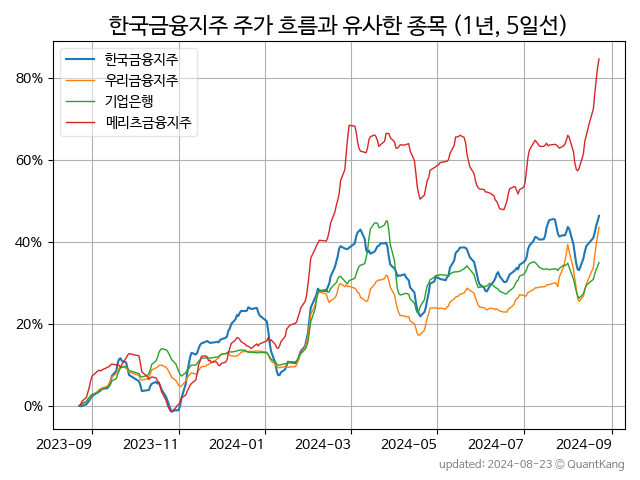 한국금융지주 주가 흐름과 유사한 종목 (1년, 5일선)
한국금융지주
우리금융지주
기업은행
메리츠금융지주
80%
60%
40%
20%
0%
2023-09 2023-11 2024-01 2024-03 2024-05 2024-07 2024-09
updated: 2024-08-23 © QuantKang